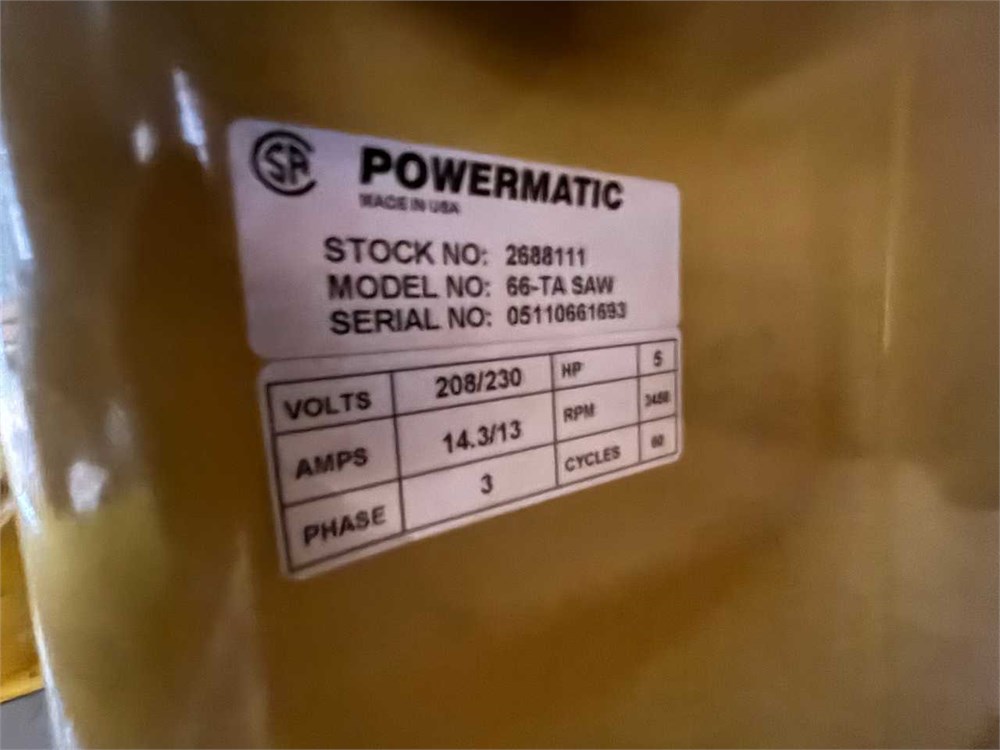 SA POWERMATIC
MADE IN USA
STOCK NO: 2688111
MODEL NO: 66-TA SAW
SERIAL NO: 05110661693
VOLTS 208/230 HP 5
AMPS 14.3/13 RPM
PHASE 3 CYCLES 60